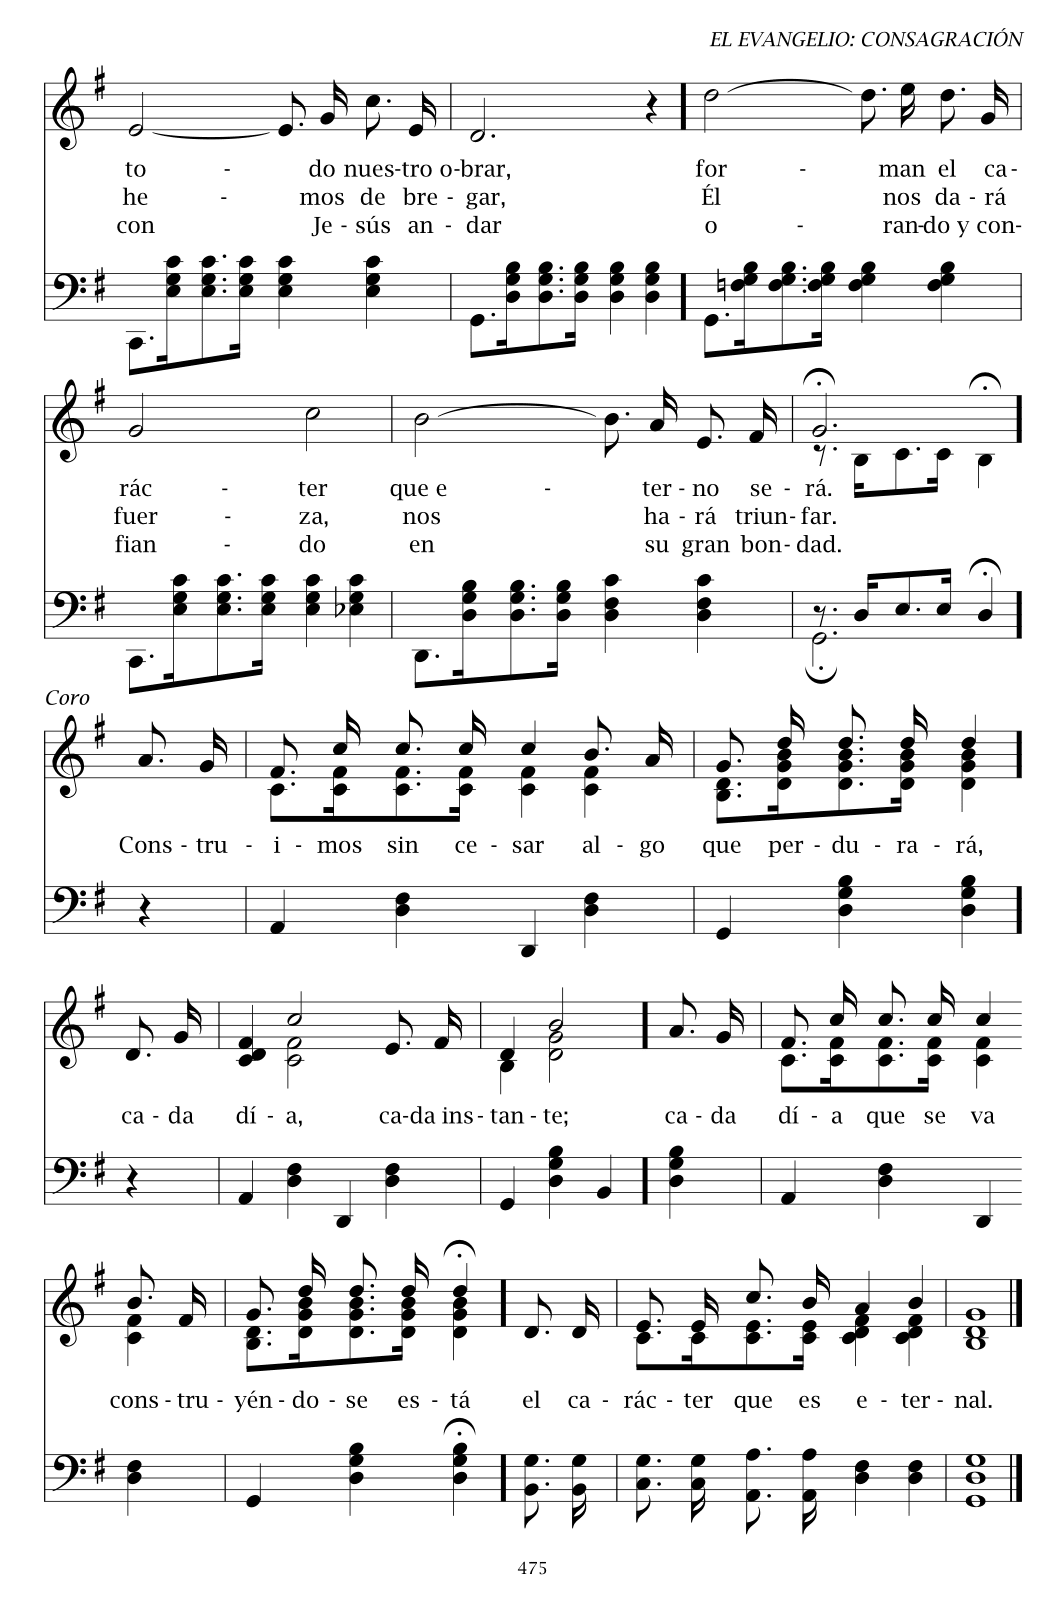 EL EVANGELIO: CONSAGRACIÓN
to - do nues-tro o-brar, for - man el ca-
he - mos de bre - gar, Él nos da - rá
con Je - sús an - dar o - ran-do y con-
rác - ter que e - ter - no se - rá.
fuer - za, nos ha - rá triun- far.
fian - do en su gran bon- dad.
Coro
Cons - tru - i - mos sin ce - sar al - go que per - du - ra - rá,
ca - da dí - a, ca-da ins- tan - te; ca - da dí - a que se va
cons - tru - yén - do - se es - tá el ca - rác - ter que es e - ter - nal.
475